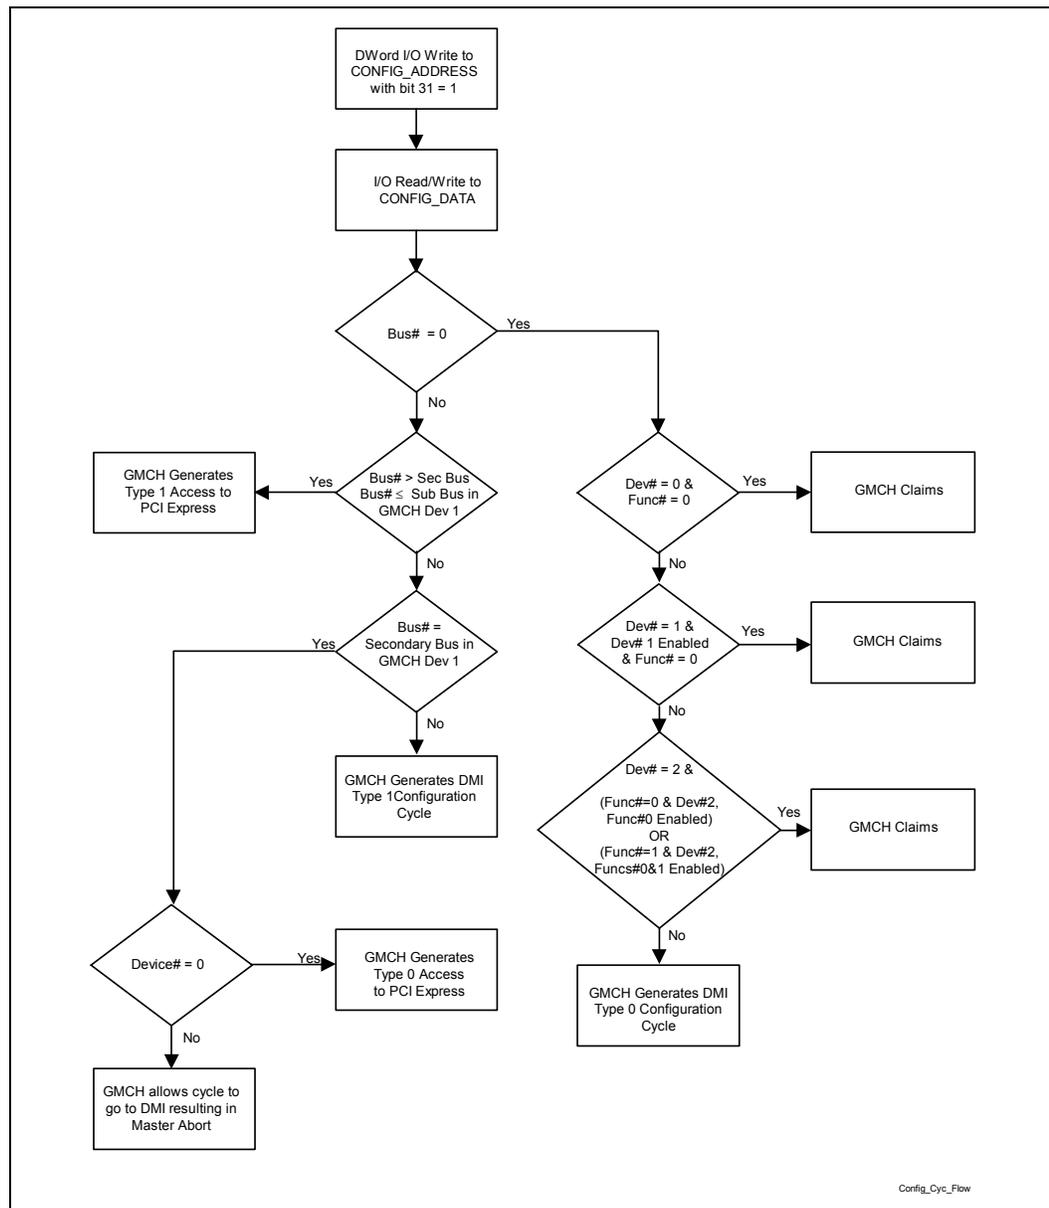 DWord I/O Write to
CONFIG_ADDRESS
with bit 31 = 1
I/O Read/Write to
CONFIG_DATA
Bus# = 0
Yes
No
Bus# > Sec Bus
Bus# ≤ Sub Bus in
GMCH Dev 1
Yes
GMCH Generates
Type 1 Access to
PCI Express
No
Bus# =
Secondary Bus in
GMCH Dev 1
Yes
No
GMCH Generates DMI
Type 1Configuration
Cycle
Device# = 0
Yes
GMCH Generates
Type 0 Access
to PCI Express
No
GMCH allows cycle to
go to DMI resulting in
Master Abort
Dev# = 0 &
Func# = 0
Yes
GMCH Claims
No
Dev# = 1 &
Dev# 1 Enabled
& Func# = 0
Yes
GMCH Claims
No
Dev# = 2 &
(Func#=0 & Dev#2,
Func#0 Enabled)
OR
(Func#=1 & Dev#2,
Funcs#0&1 Enabled)
Yes
GMCH Claims
No
GMCH Generates DMI
Type 0 Configuration
Cycle
Config_Cyc_Flow